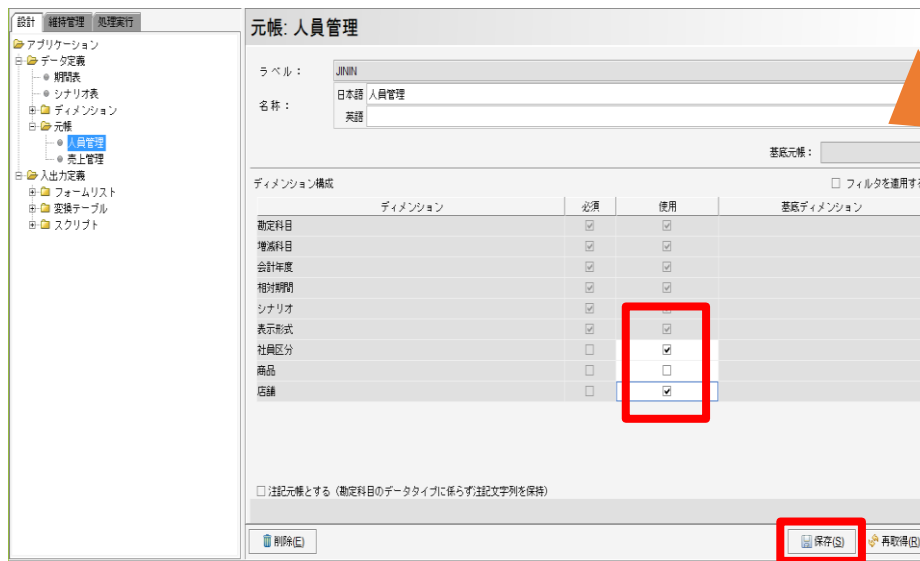 設計 維持管理 処理実行
アプリケーション
データ定義
期間表
シナリオ表
ディメンション
元帳
人員管理
売上管理
入出力定義
フォームリスト
変換テーブル
スクリプト
元帳: 人員管理
ラベル： JININ
名称： 日本語 人員管理
英語
基底元帳：
ディメンション構成 フィルタを適用する
ディメンション 必須 使用 基底ディメンション
勘定科目
増減科目
会計年度
相対期間
シナリオ
表示形式
社員区分
商品
店舗
注記元帳とする（勘定科目のデータタイプに係らず注記文字列を保持）
削除(E) 保存(S) 再取得(R)